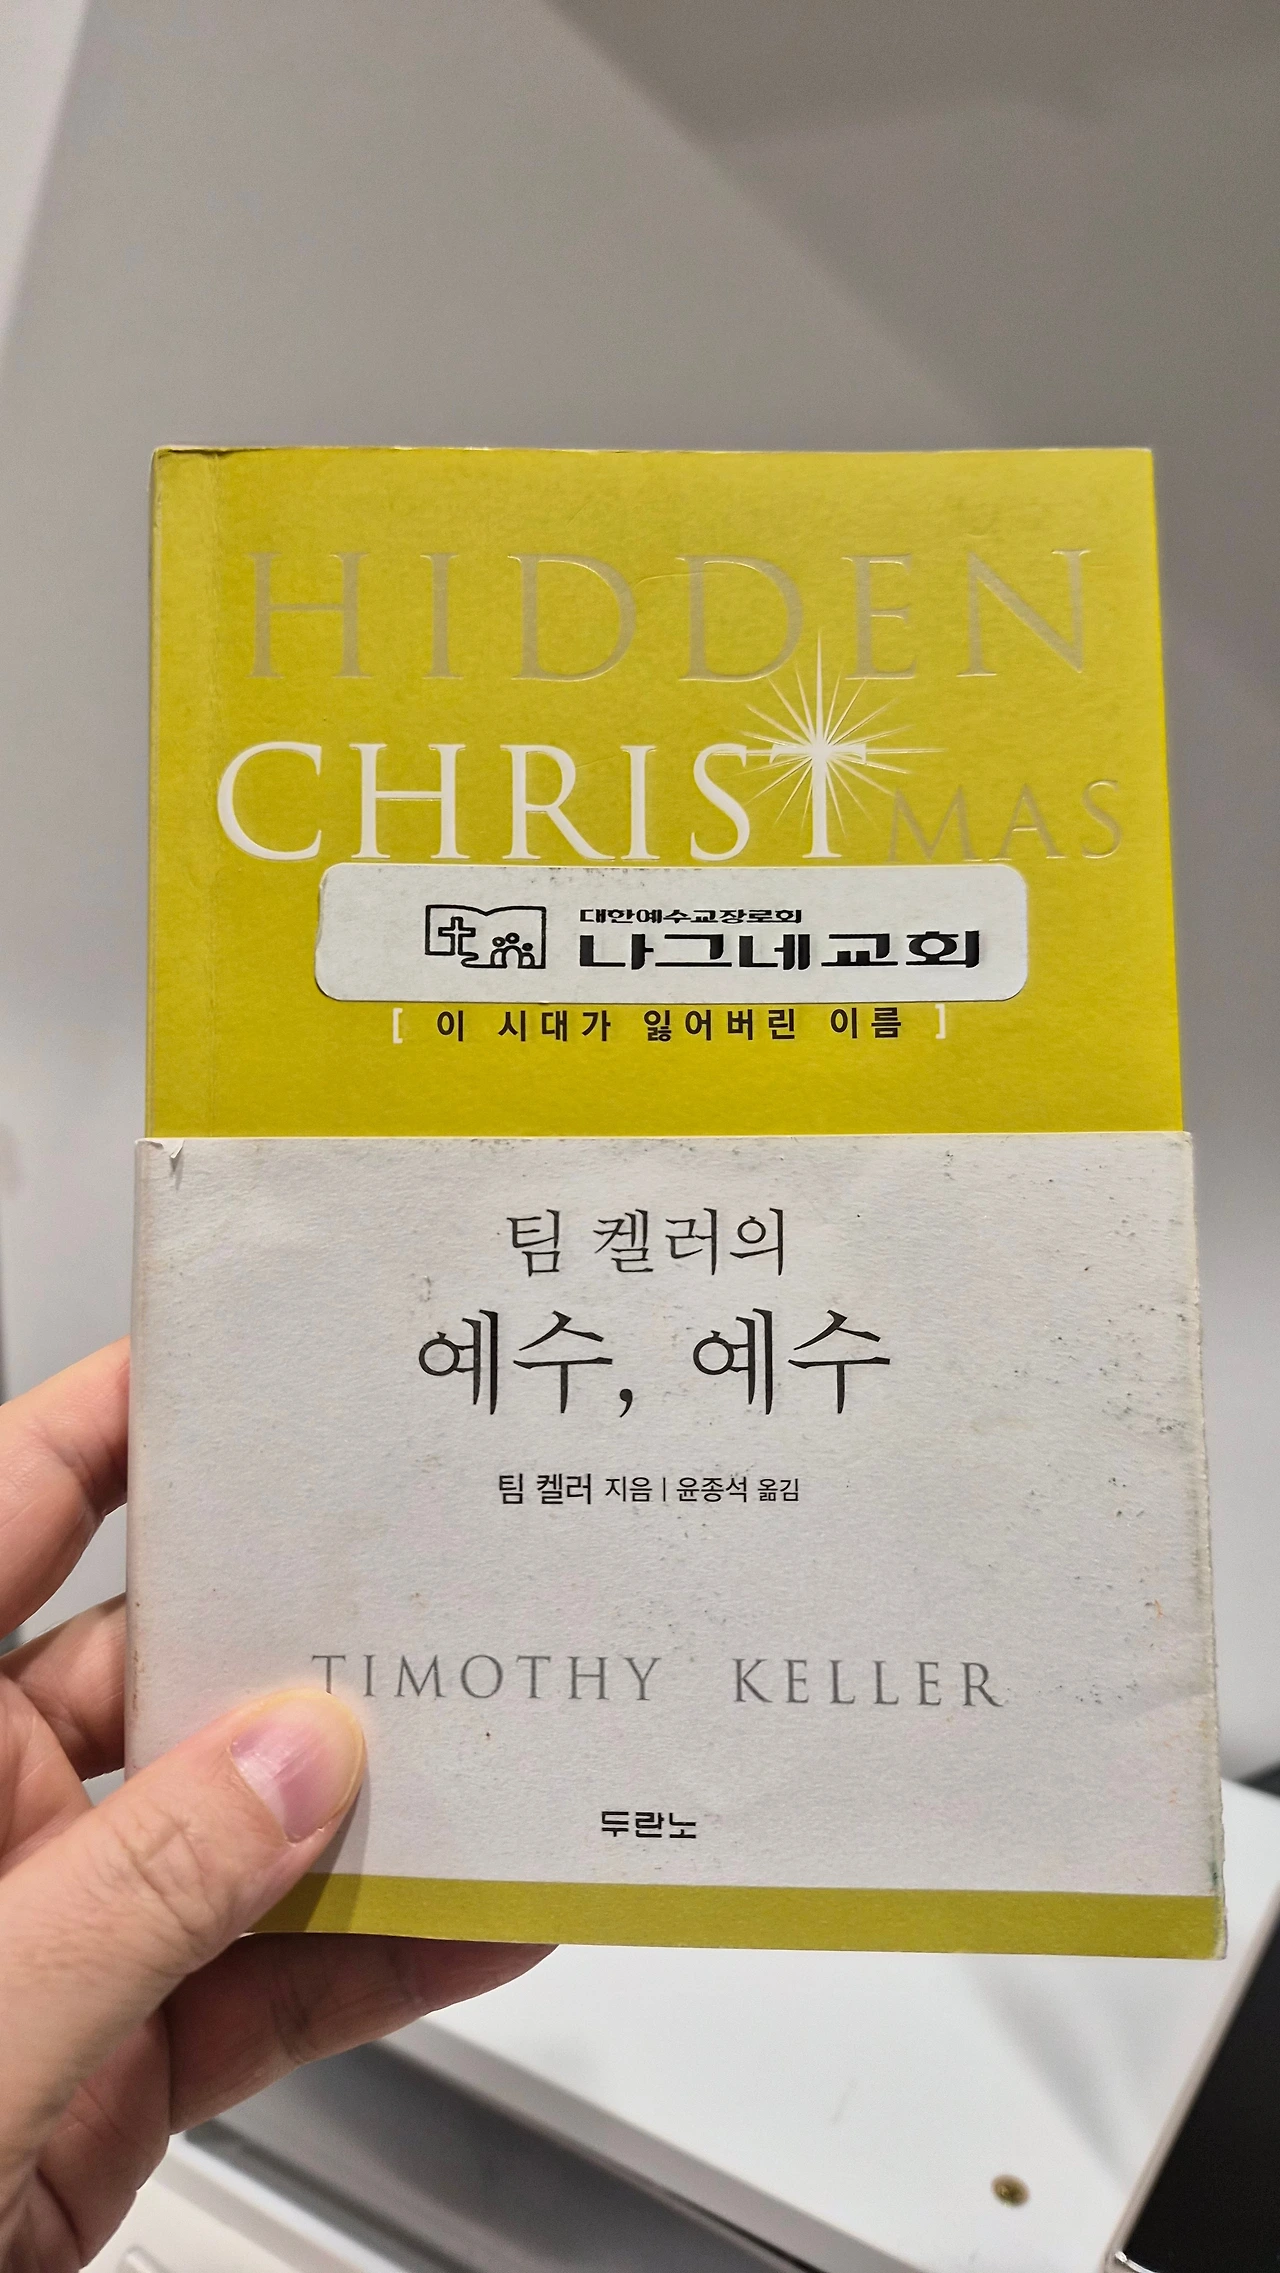 HIDDEN
CHRISTMAS
대한예수교장로회
나그네교회
[ 이 시대가 잃어버린 이름 ]
팀 켈러의
예수, 예수
팀 켈러 지음 | 윤종석 옮김
TIMOTHY KELLER
두란노